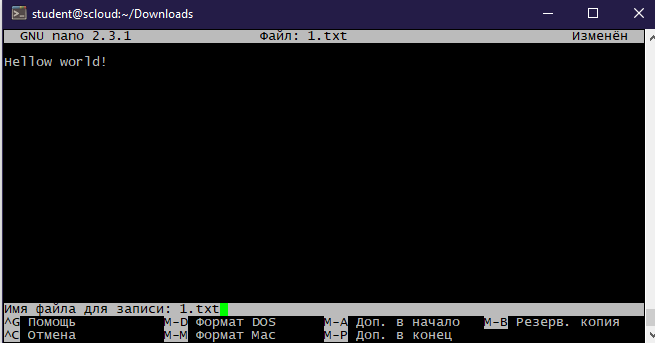 student@scloud:~/Downloads
GNU nano 2.3.1 Файл: 1.txt Изменён
Hellow world!
Имя файла для записи: 1.txt
^G Помощь M-D Формат DOS M-A Доп. в начало M-B Резерв. копия
^C Отмена M-M Формат Mac M-P Доп. в конец